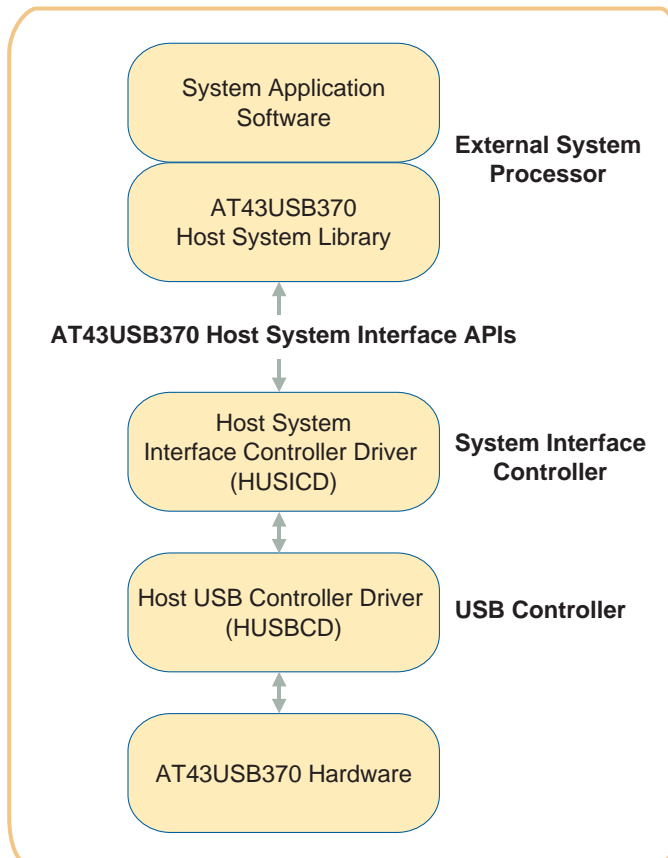 System Application
Software
External System
Processor
AT43USB370
Host System Library
AT43USB370 Host System Interface APIs
Host System
Interface Controller Driver
(HUSICD)
System Interface
Controller
Host USB Controller Driver
(HUSBCD)
USB Controller
AT43USB370 Hardware